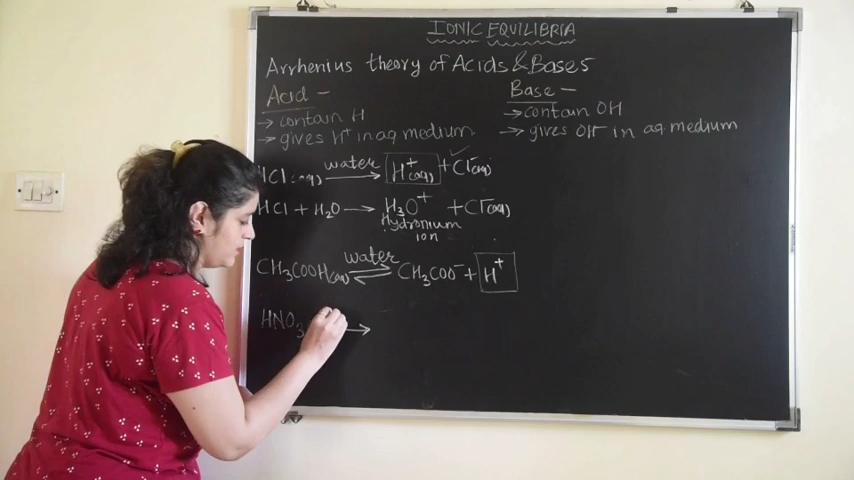 IONIC EQUILIBRIA
Arrhenius theory of Acids & Bases
Acid -
→ contain H
→ gives H⁺ in aq medium.
Base -
→ contain OH
→ gives OH⁻ in aq. medium
HCl (aq) water → H⁺(aq) + Cl⁻(aq)
HCl + H₂O → H₃O⁺ + Cl⁻(aq)
Hydronium
ion
CH₃COOH(aq) water ⇌ CH₃COO⁻ + H⁺
HNO₃ →